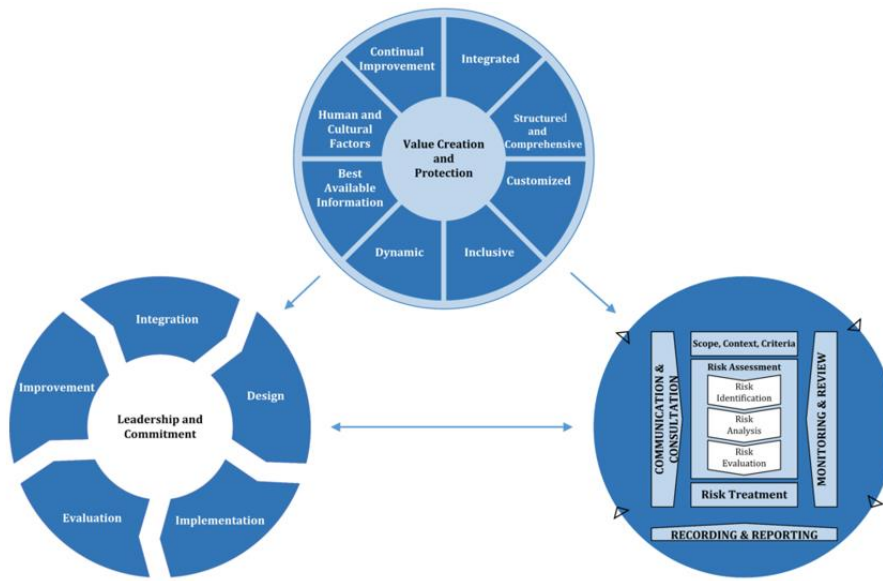 Continual
Improvement
Integrated
Structured
and
Comprehensive
Customized
Inclusive
Dynamic
Best
Available
Information
Human and
Cultural
Factors
Value Creation
and
Protection
Integration
Design
Implementation
Evaluation
Improvement
Leadership and
Commitment
Scope, Context, Criteria
Risk Assessment
Risk
Identification
Risk
Analysis
Risk
Evaluation
Risk Treatment
COMMUNICATION &
CONSULTATION
MONITORING & REVIEW
RECORDING & REPORTING